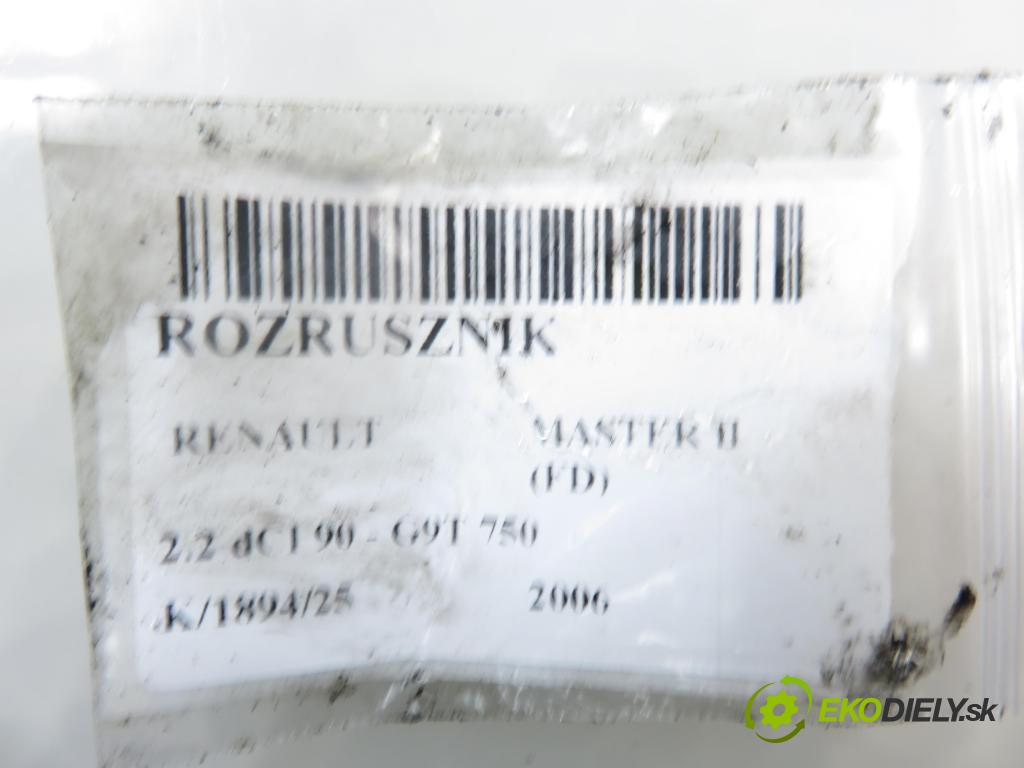 ROZRUSZNIK
RENAULT MASTER II
(FD)
2.2 dCI 90 - G9T 750
K/1894/25 2006
EKODIELY.sk